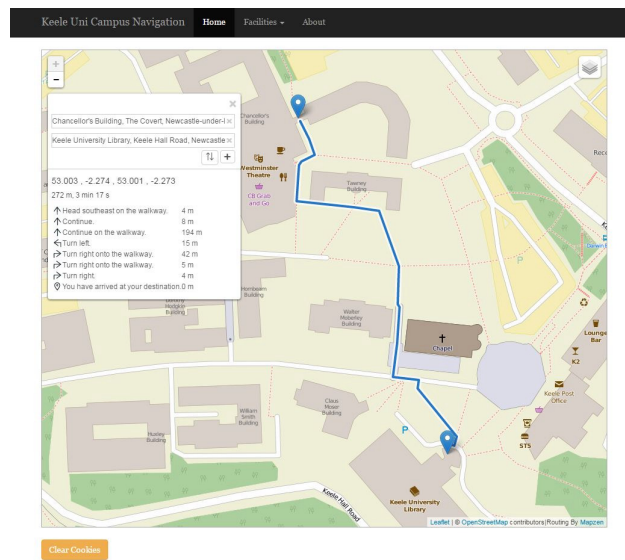 Keele Uni Campus Navigation Home Facilities About
+
−
×
Chancellor's Building, The Covert, Newcastle-under-l ×
Keele University Library, Keele Hall Road, Newcastle ×
+
53.003 , -2.274 , 53.001 , -2.273
272 m, 3 min 17 s
Head southeast on the walkway. 4 m
Continue. 8 m
Continue on the walkway. 194 m
Turn left. 15 m
Turn right onto the walkway. 42 m
Turn right onto the walkway. 5 m
Turn right. 4 m
You have arrived at your destination. 0 m
Chancellor's
Building
Westminster
Theatre
CB Grab
and Go
Tawney
Building
Rece
P
Hornbeam
Building
Dorothy
Hodgkin
Building
Walter
Moberley
Building
Chapel
Lounge
Bar
K2
Keele Post
Office
STS
William
Smith
Building
Claus
Moser
Building
Huxley
Building
P
Keele Hall Road
Keele University
Library
Leaflet | © OpenStreetMap contributors|Routing By Mapzen
Clear Cookies